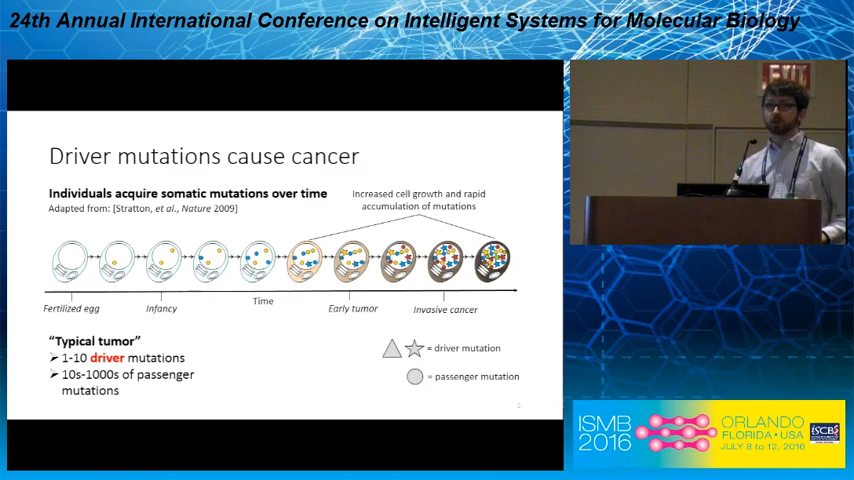 24th Annual International Conference on Intelligent Systems for Molecular Biology
EXIT
Driver mutations cause cancer
Individuals acquire somatic mutations over time
Adapted from: [Stratton, et al., Nature 2009]
Increased cell growth and rapid
accumulation of mutations
Fertilized egg
Infancy
Time
Early tumor
Invasive cancer
“Typical tumor”
➢ 1-10 driver mutations
➢ 10s-1000s of passenger
mutations
= driver mutation
= passenger mutation
ISMB
2016
ORLANDO
FLORIDA • USA
JULY 8 to 12, 2016
ISCB